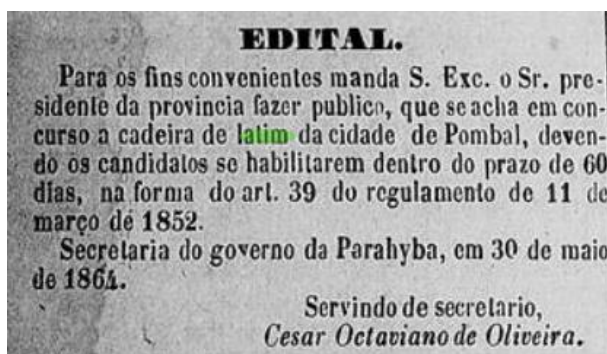 EDITAL.
Para os fins convenientes manda S. Exc. o Sr. pre-
sidente da provincia fazer publico, que se acha em con-
curso a cadeira de latim da cidade de Pombal, deven-
do os candidatos se habilitarem dentro do prazo de 60
dias, na forma do art. 39 do regulamento de 11 de
março de 1852.
Secretaria do governo da Parahyba, em 30 de maio
de 1864.
Servindo de secretario,
Cesar Octaviano de Oliveira.